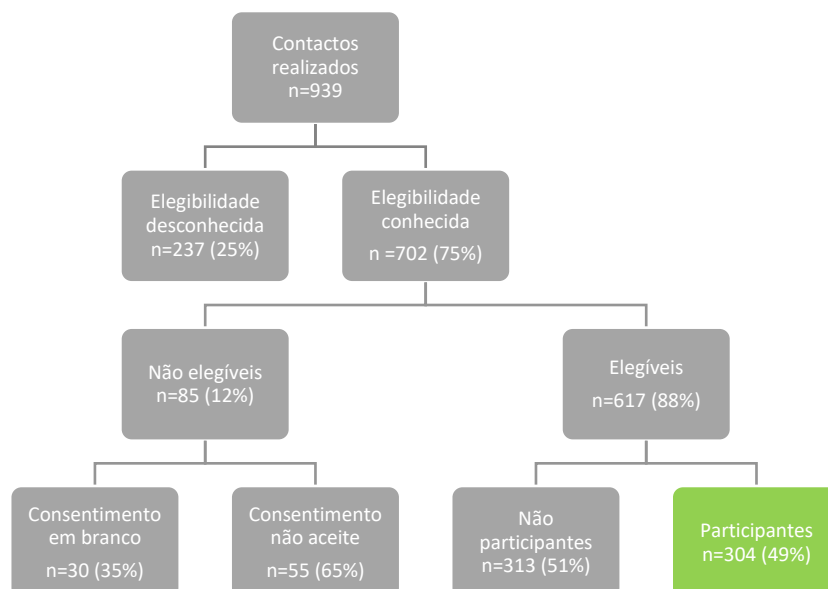 Contactos
realizados
n=939
Elegibilidade
desconhecida
n=237 (25%)
Elegibilidade
conhecida
n =702 (75%)
Não elegíveis
n=85 (12%)
Elegíveis
n=617 (88%)
Consentimento
em branco
n=30 (35%)
Consentimento
não aceite
n=55 (65%)
Não
participantes
n=313 (51%)
Participantes
n=304 (49%)